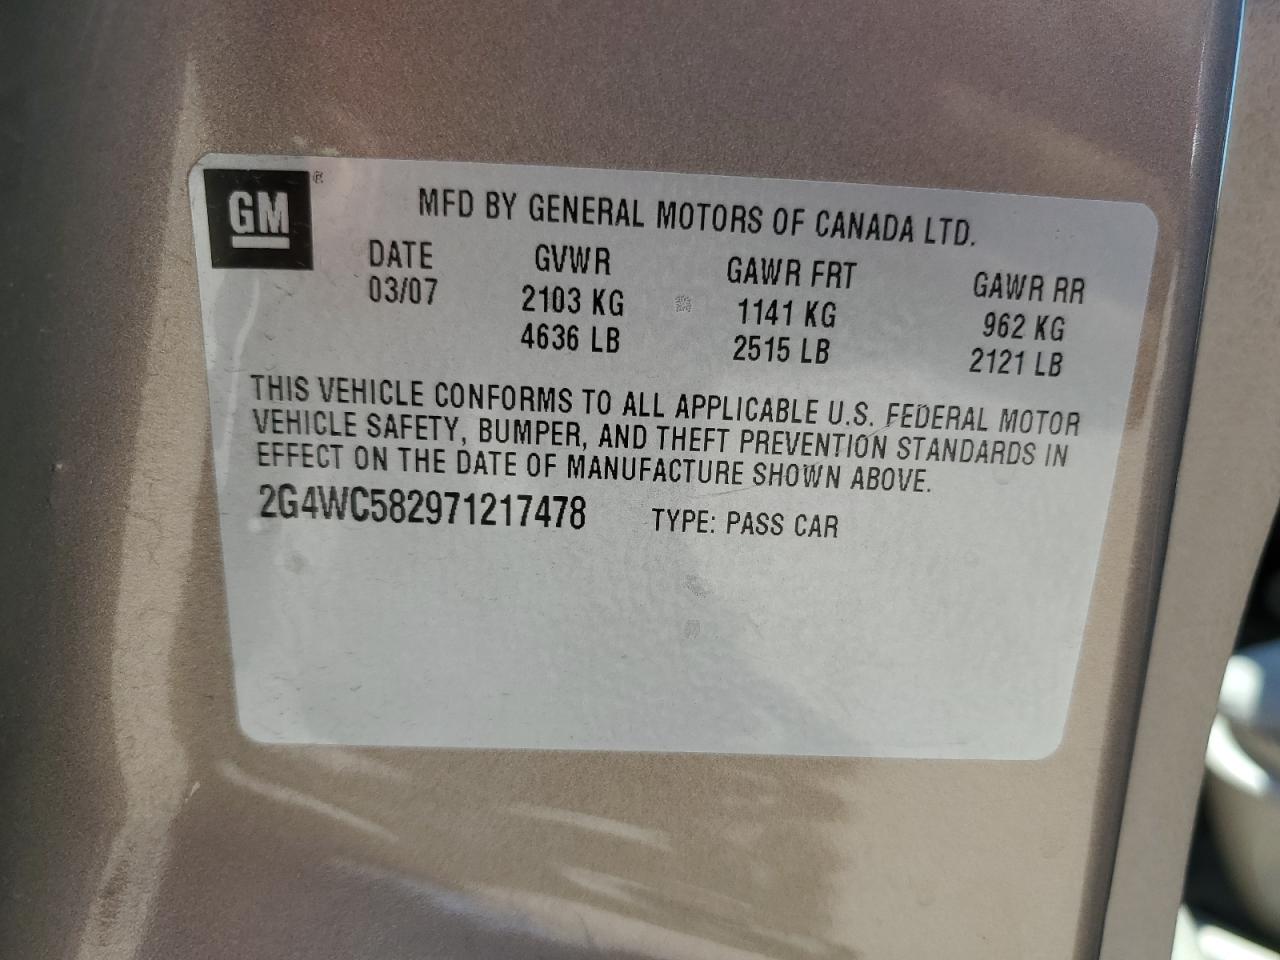 GM ®
MFD BY GENERAL MOTORS OF CANADA LTD.
DATE GVWR GAWR FRT GAWR RR
03/07 2103 KG 1141 KG 962 KG
4636 LB 2515 LB 2121 LB
THIS VEHICLE CONFORMS TO ALL APPLICABLE U.S. FEDERAL MOTOR
VEHICLE SAFETY, BUMPER, AND THEFT PREVENTION STANDARDS IN
EFFECT ON THE DATE OF MANUFACTURE SHOWN ABOVE.
2G4WC582971217478 TYPE: PASS CAR